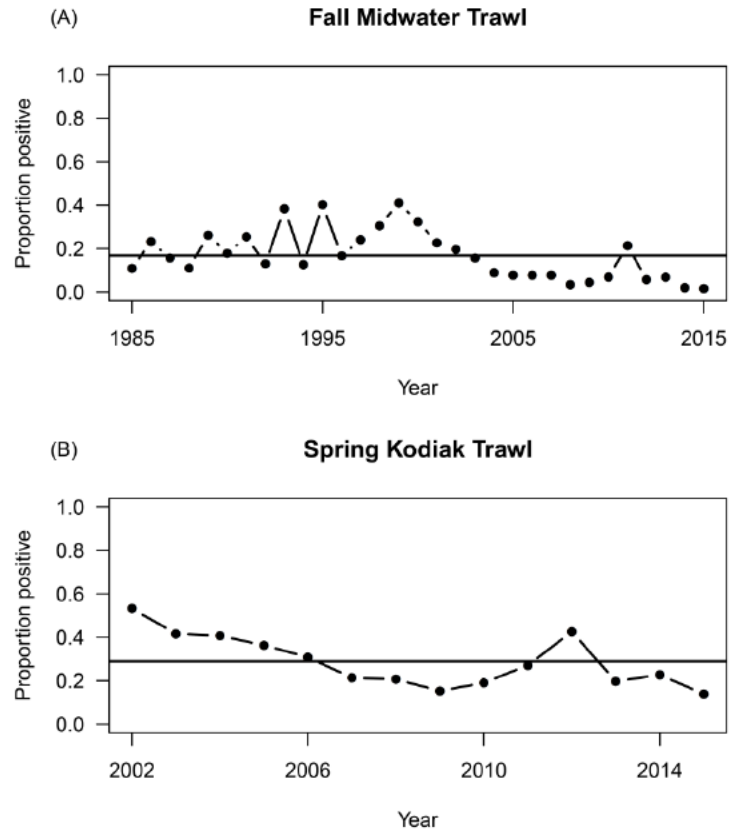 (A) Fall Midwater Trawl
Proportion positive
1.0
0.8
0.6
0.4
0.2
0.0
1985 1995 2005 2015
Year
(B) Spring Kodiak Trawl
Proportion positive
1.0
0.8
0.6
0.4
0.2
0.0
2002 2006 2010 2014
Year